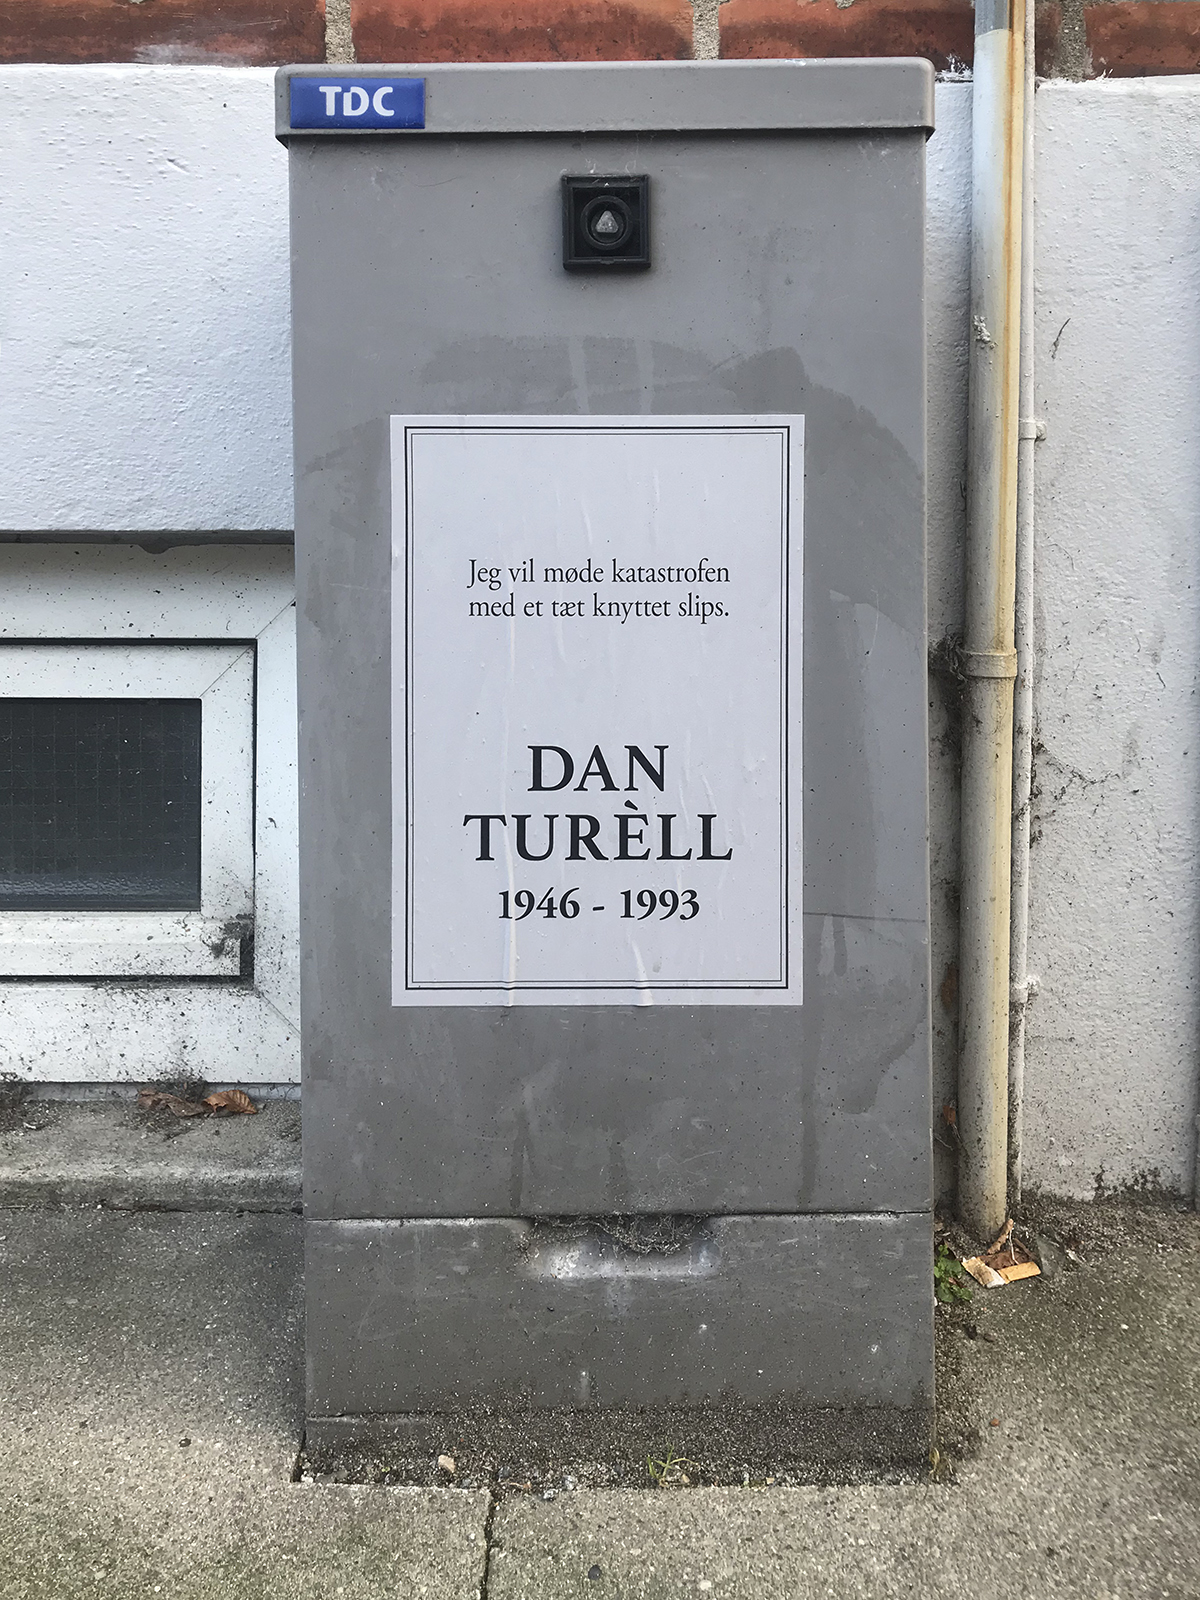 TDC
Jeg vil møde katastrofen
med et tæt knyttet slips.
DAN
TURÈLL
1946 - 1993